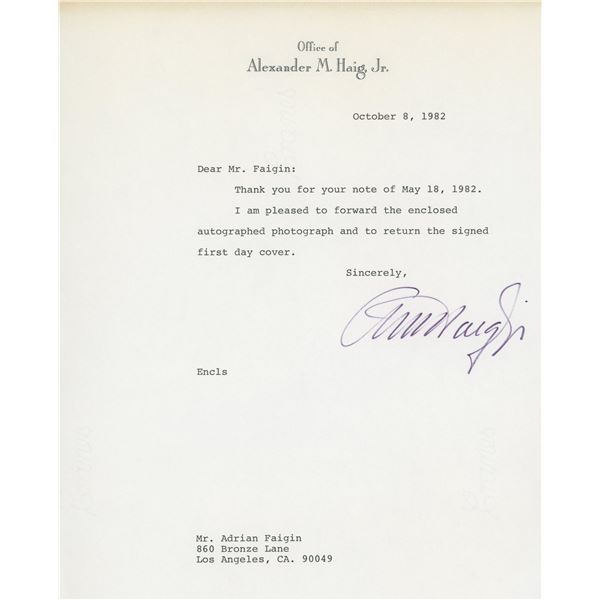 Office of
Alexander M. Haig, Jr.
October 8, 1982
Dear Mr. Faigin:
Thank you for your note of May 18, 1982.
I am pleased to forward the enclosed
autographed photograph and to return the signed
first day cover.
Sincerely,
Encls
Mr. Adrian Faigin
860 Bronze Lane
Los Angeles, CA. 90049